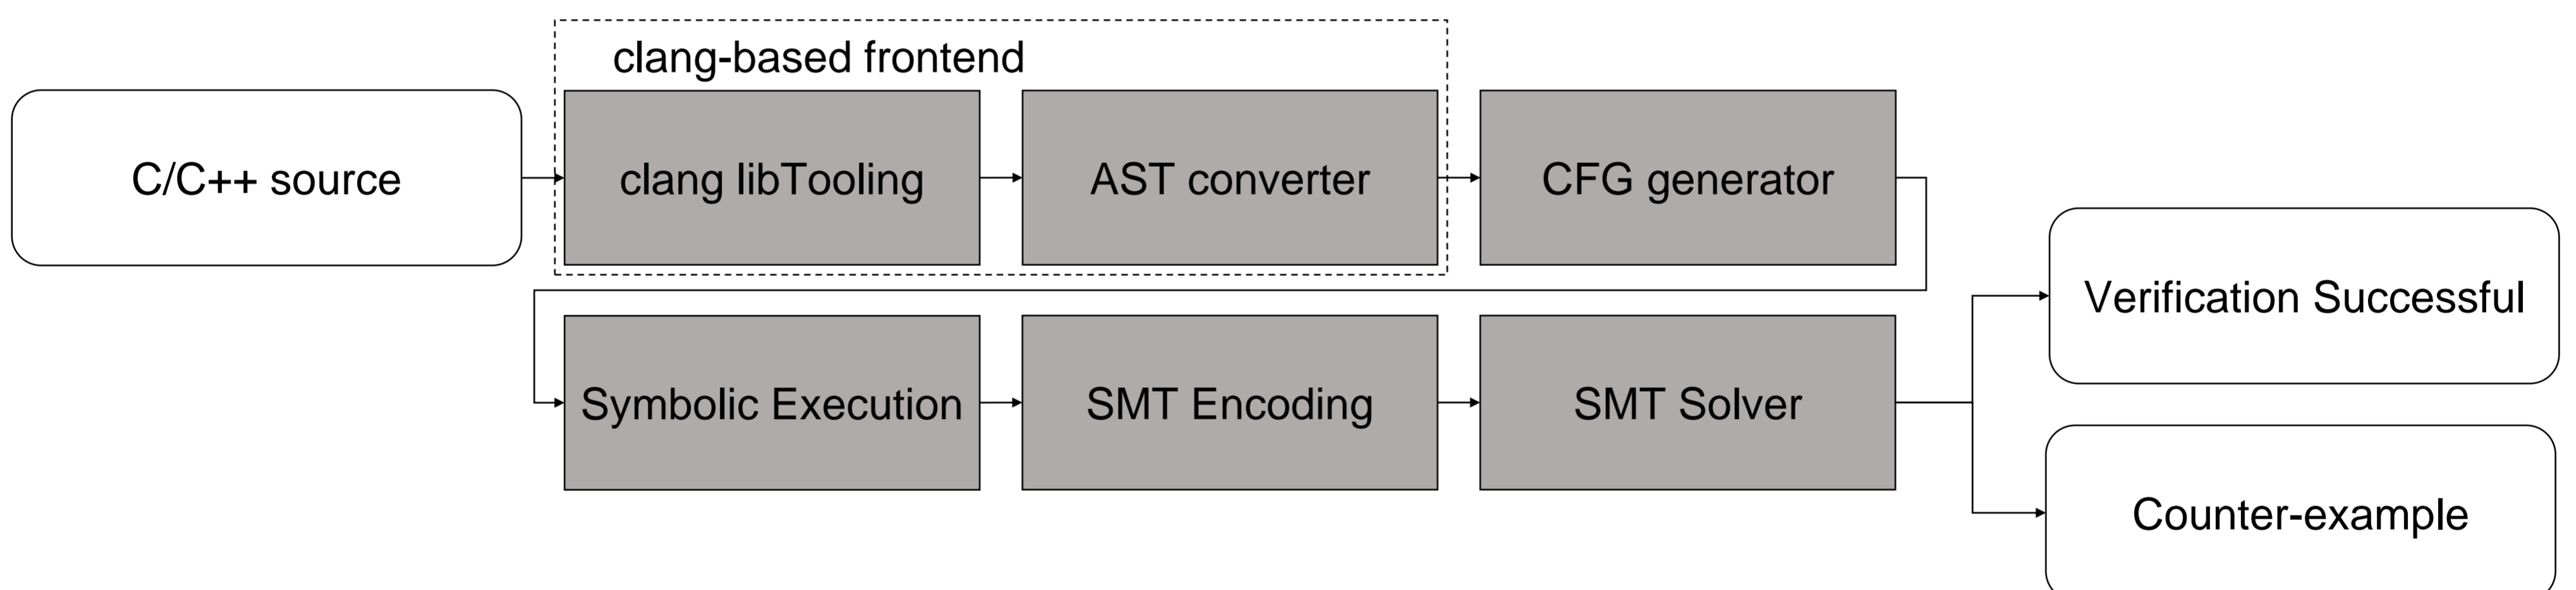 clang-based frontend
C/C++ source
clang libTooling
AST converter
CFG generator
Symbolic Execution
SMT Encoding
SMT Solver
Verification Successful
Counter-example